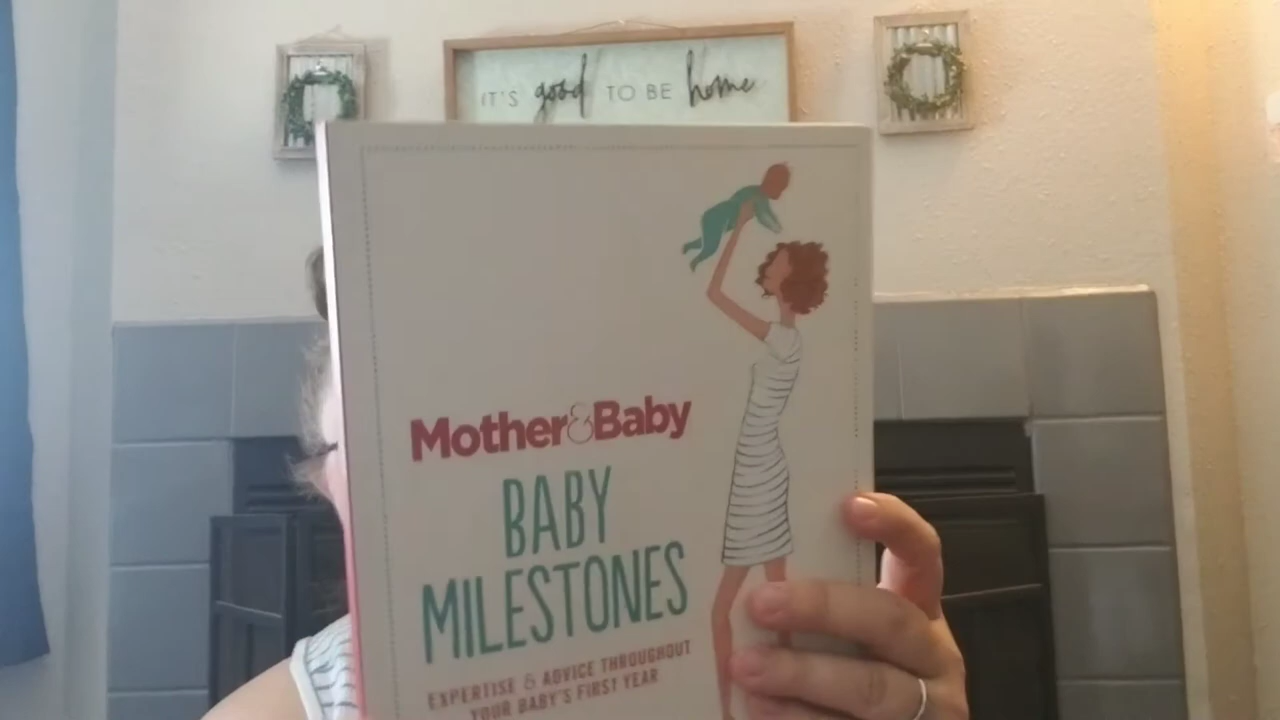 IT'S good TO BE home
Mother&Baby
BABY
MILESTONES
EXPERTISE & ADVICE THROUGHOUT
YOUR BABY'S FIRST YEAR